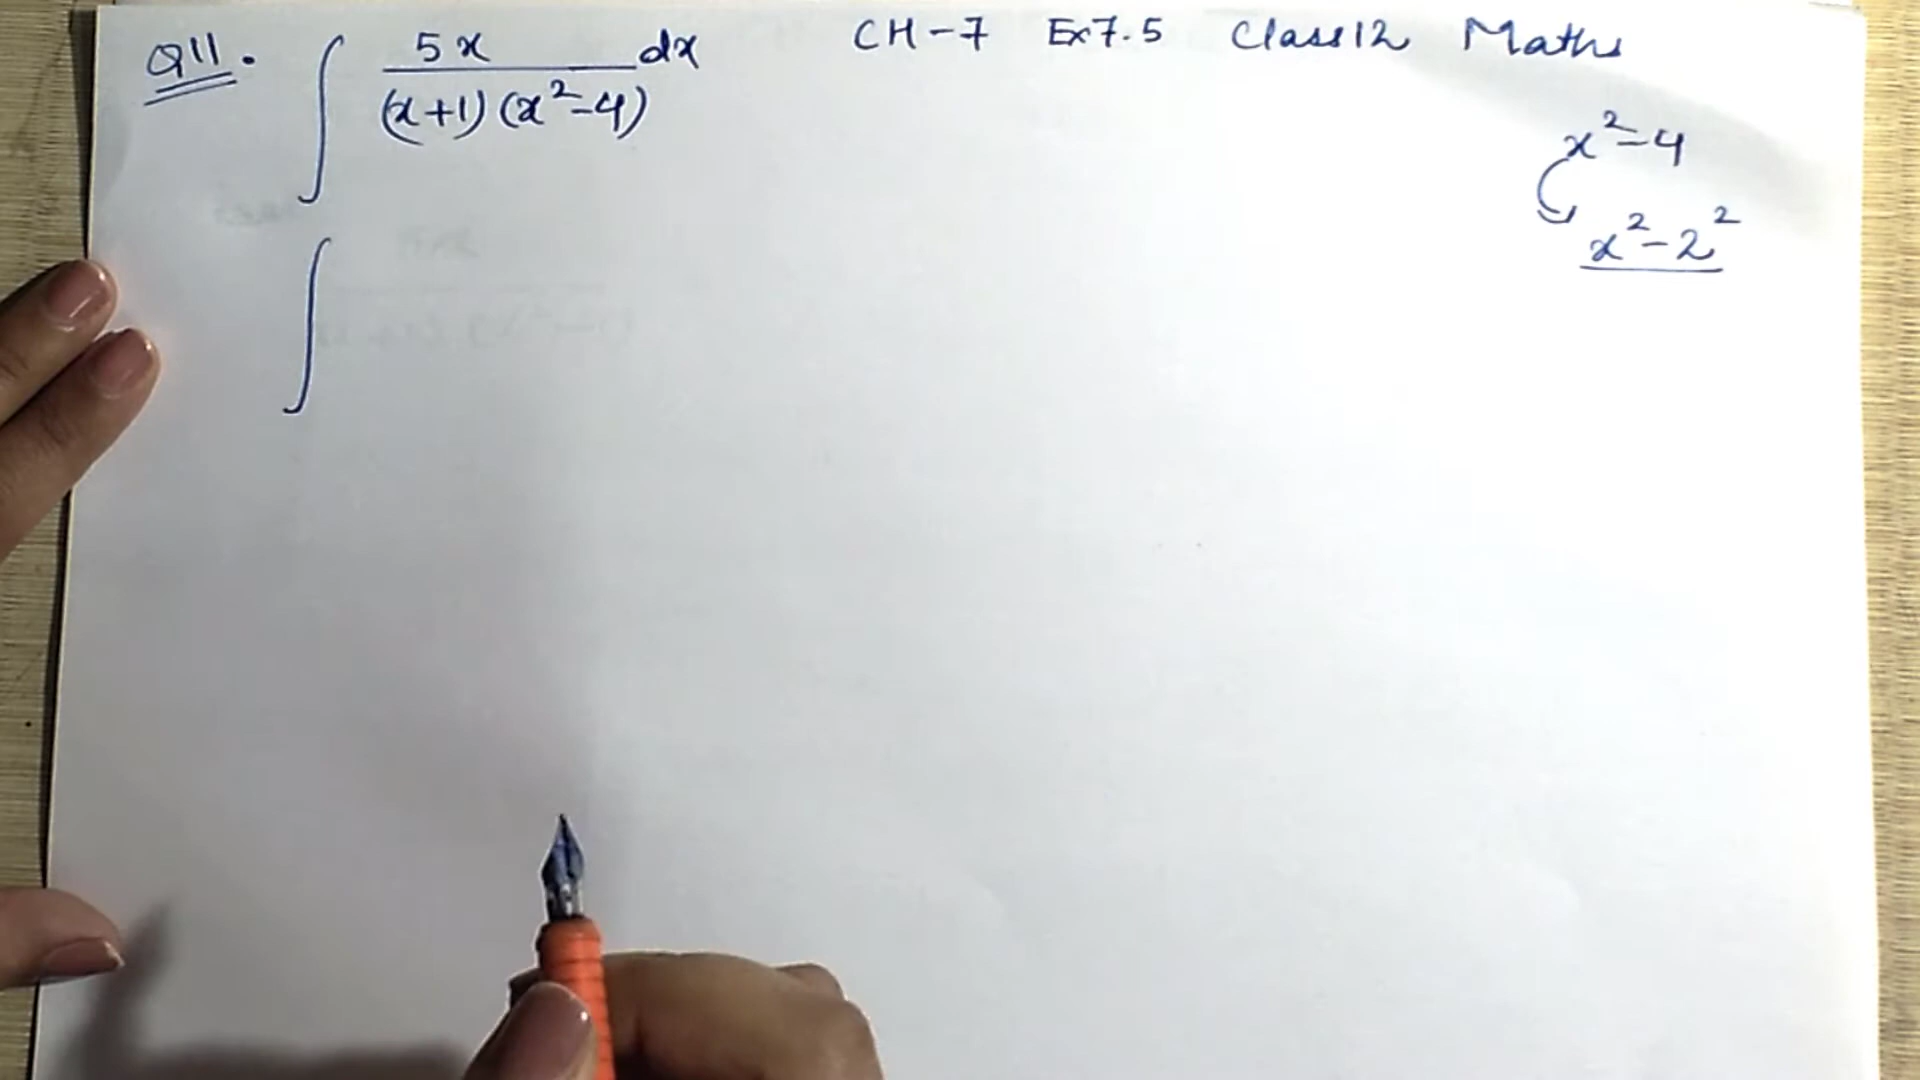 Q11. ∫ 5x/((x+1)(x²-4)) dx CH-7 Ex7.5 Class12 Maths
x²-4
x²-2²
∫